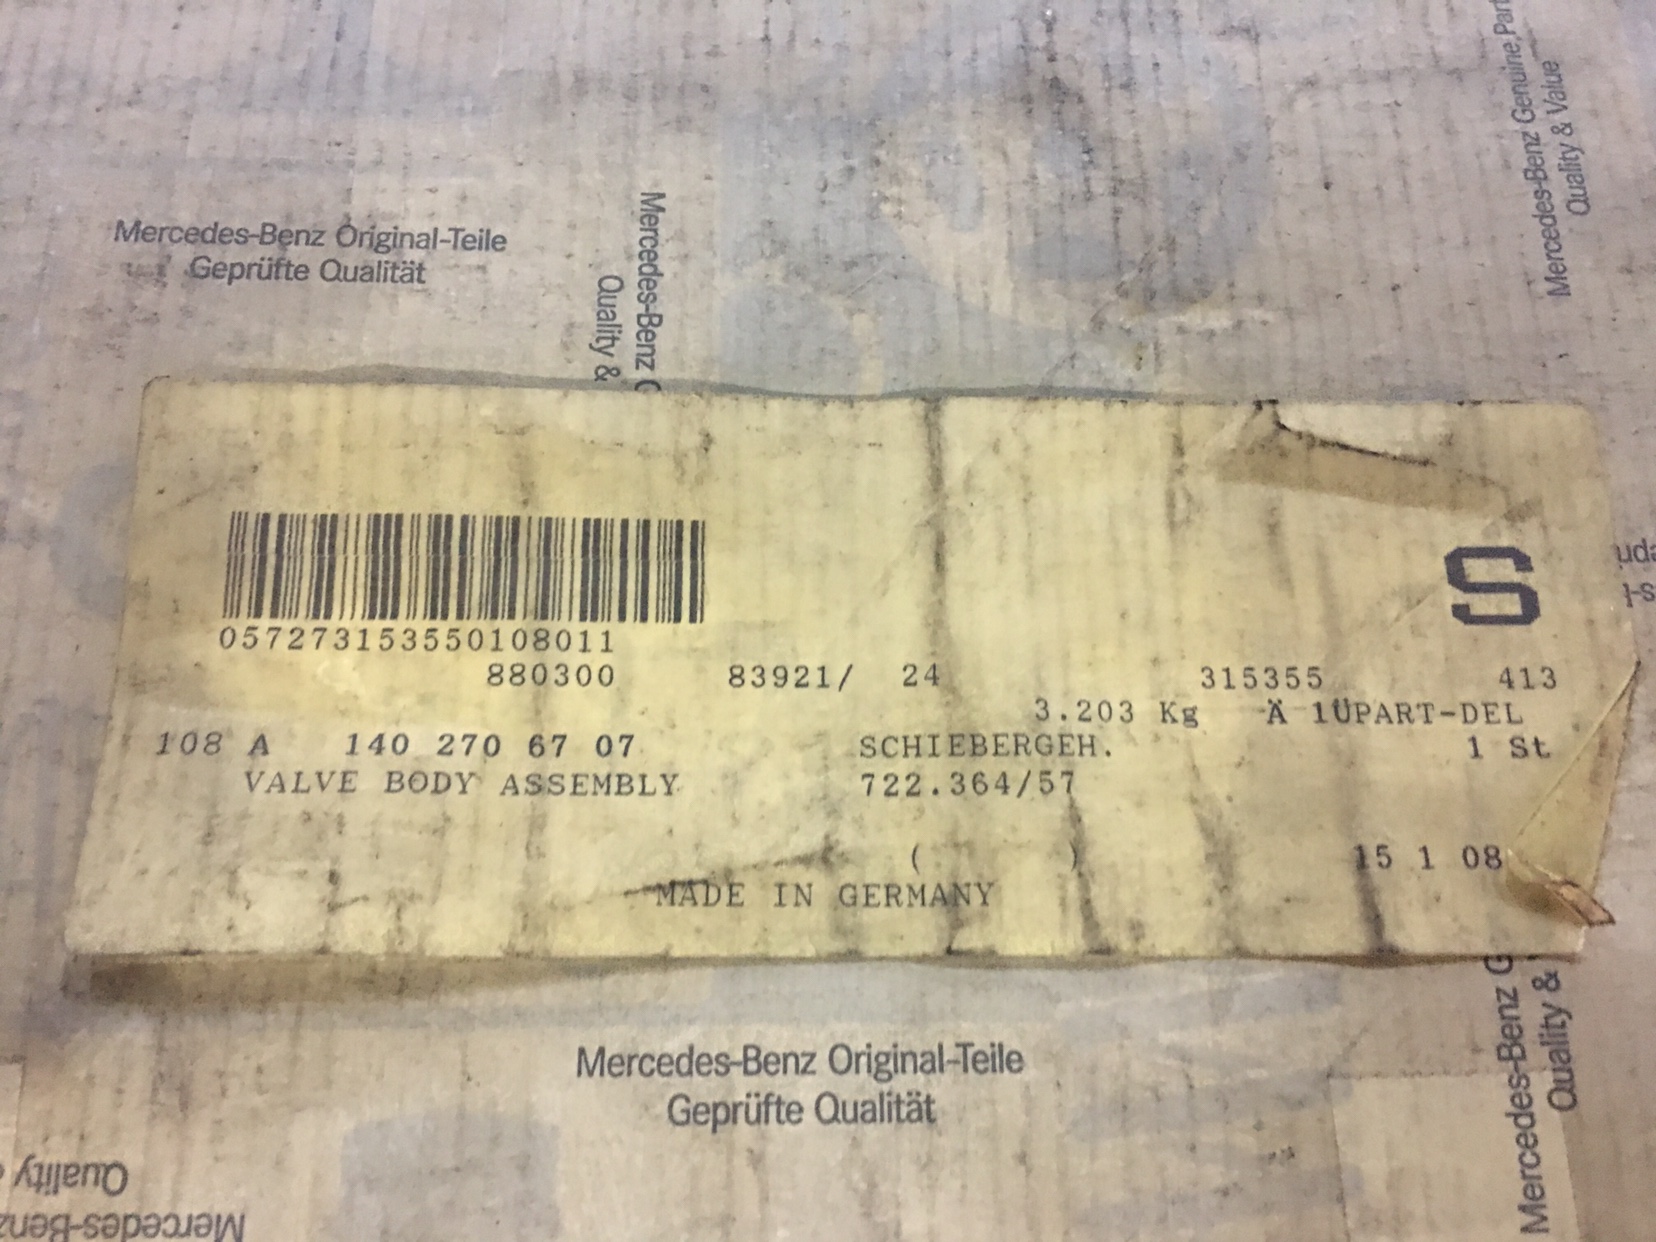 Mercedes-Benz Genuine Part
Quality & Value
Mercedes-Benz Original-Teile
Geprüfte Qualität
Mercedes-Benz G
Quality &
S
057273153550108011
880300 83921/ 24 315355 413
3.203 Kg Ä 1ÜPART-DEL
108 A 140 270 67 07 SCHIEBERGEH. 1 St
VALVE BODY ASSEMBLY 722.364/57
( ) 15 1 08
MADE IN GERMANY
Mercedes-Benz Original-Teile
Geprüfte Qualität
Mercedes-Benz G
Quality &
Mercedes-Benz
Quality